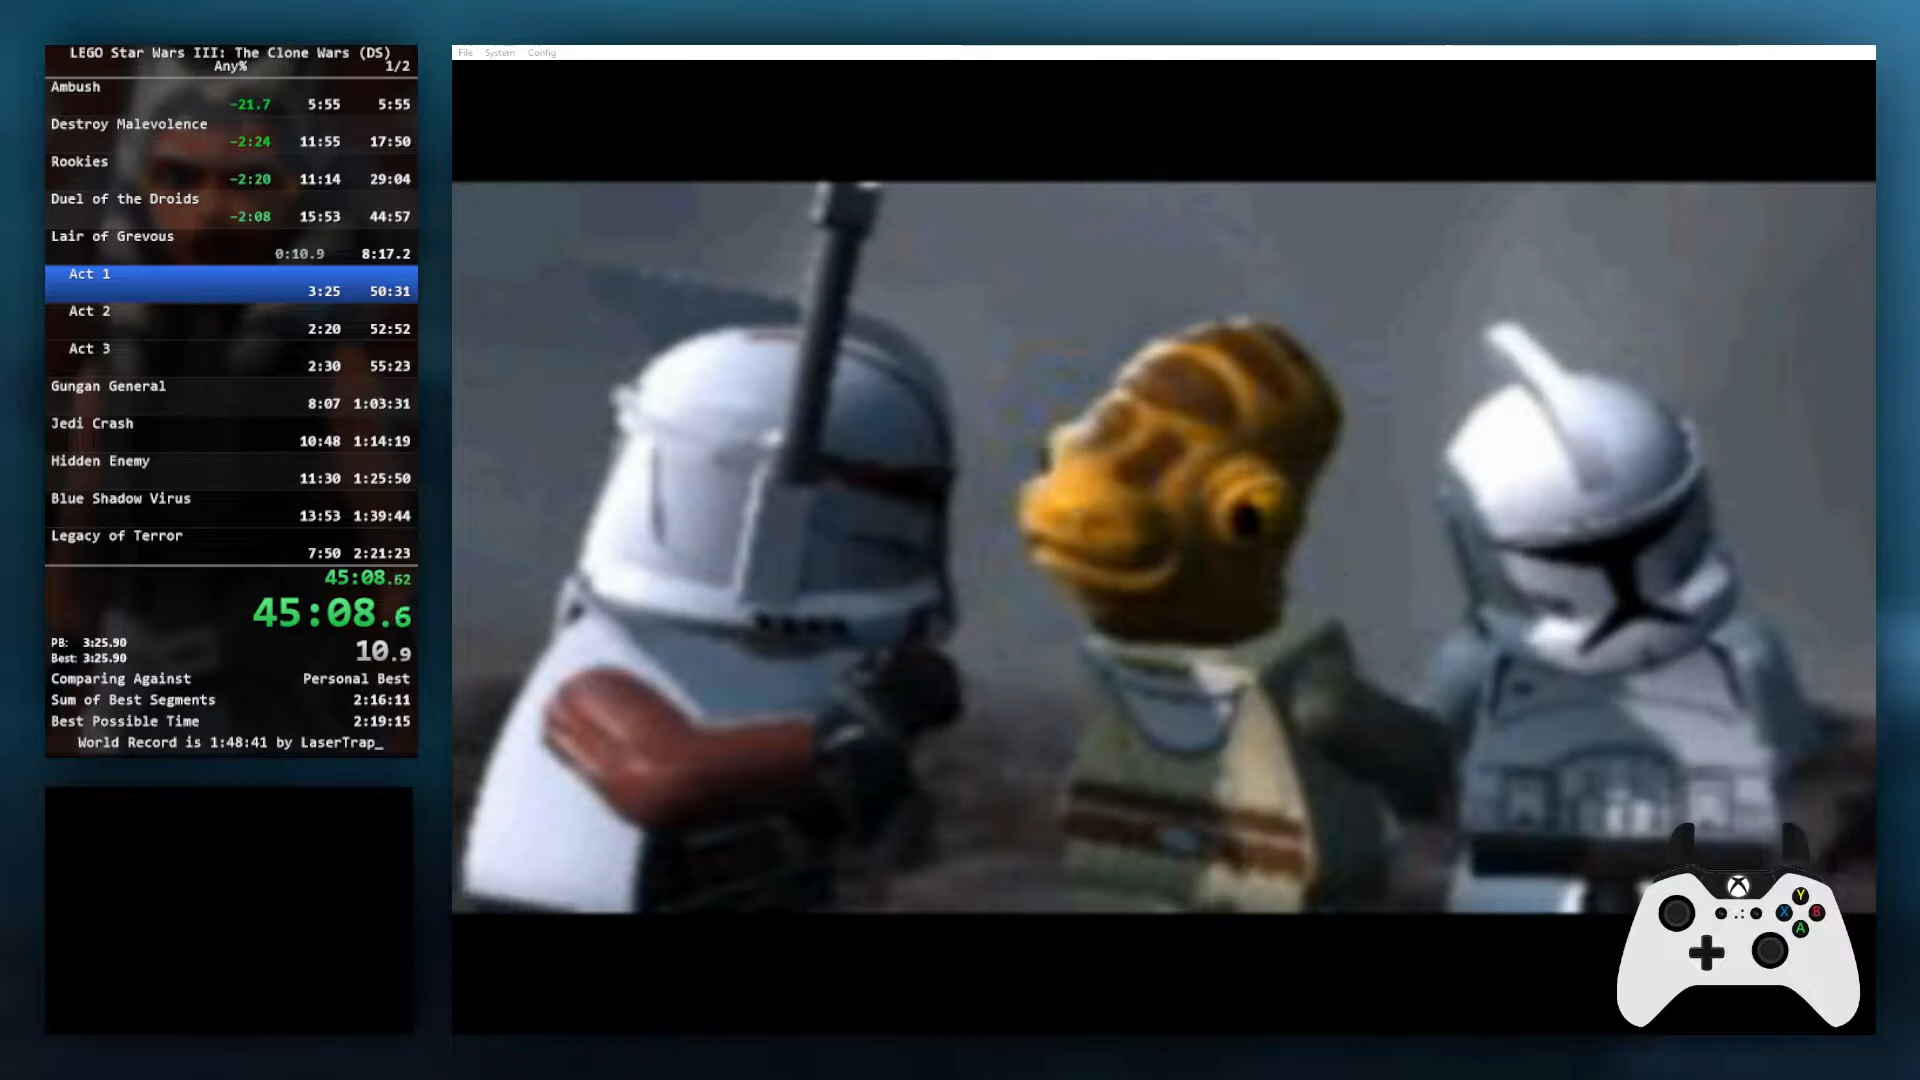 LEGO Star Wars III: The Clone Wars (DS)
Any% 1/2
Ambush
-21.7 5:55 5:55
Destroy Malevolence
-2:24 11:55 17:50
Rookies
-2:20 11:14 29:04
Duel of the Droids
-2:08 15:53 44:57
Lair of Grevous
0:10.9 8:17.2
Act 1
3:25 50:31
Act 2
2:20 52:52
Act 3
2:30 55:23
Gungan General
8:07 1:03:31
Jedi Crash
10:48 1:14:19
Hidden Enemy
11:30 1:25:50
Blue Shadow Virus
13:53 1:39:44
Legacy of Terror
7:50 2:21:23
45:08.62
45:08.6
PB: 3:25.90
Best: 3:25.90
10.9
Comparing Against Personal Best
Sum of Best Segments 2:16:11
Best Possible Time 2:19:15
World Record is 1:48:41 by LaserTrap_
File System Config
Y
X B
A